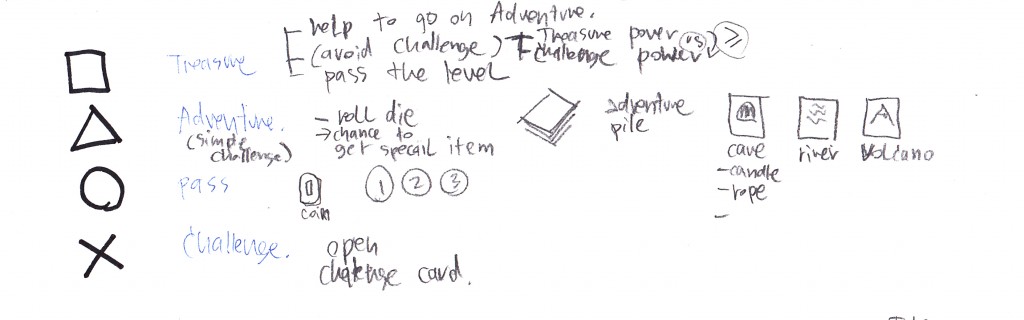 - help to go on Adventure.
Treasure - (avoid challenge) Treasure power vs ≥
challenge power
- pass the level
Adventure. - roll die adventure
(simple → chance to pile
challenge) get specail item
cave river Volcano
- candle
- rope
-
pass 0 1 2 3
coin
Challenge. open
challenge card.